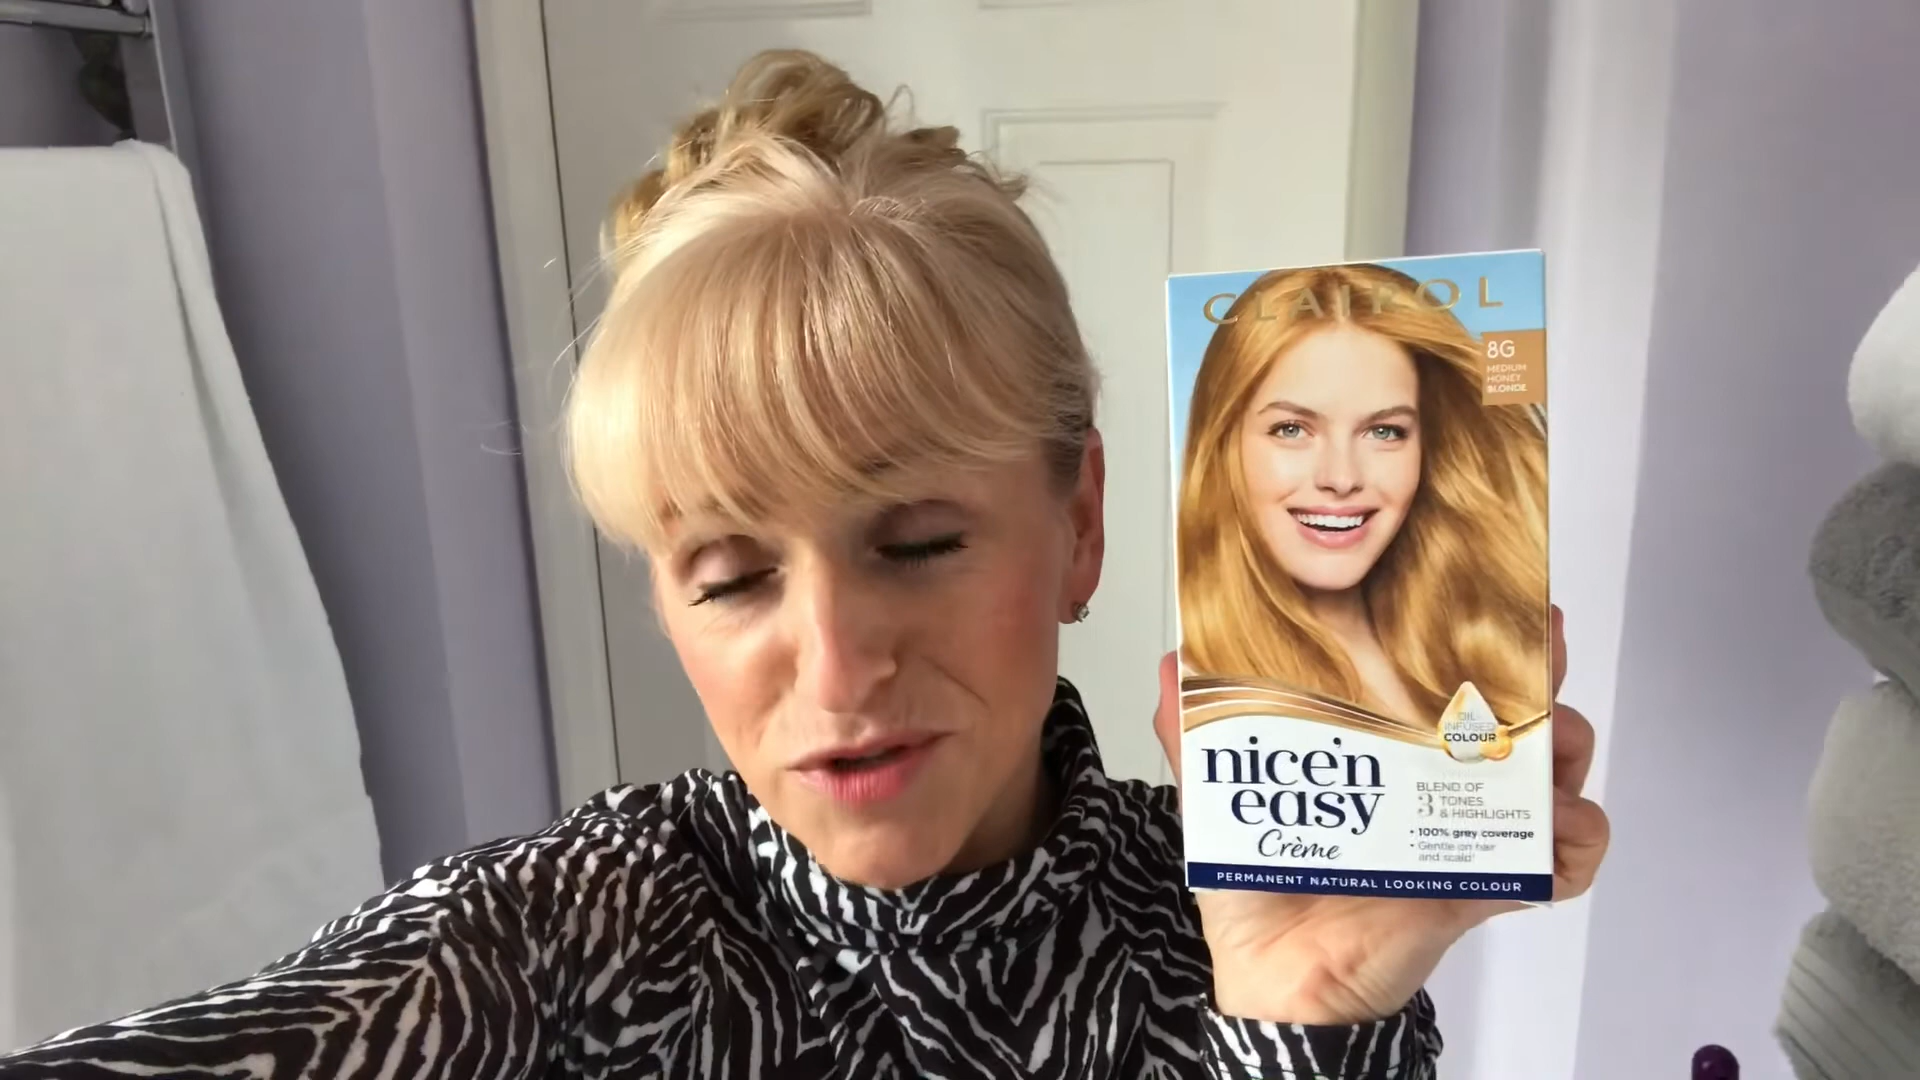 CLAIROL
8G
MEDIUM
HONEY
BLONDE
OIL
INFUSED
COLOUR
nice'n
easy
Crème
BLEND OF
3 TONES
& HIGHLIGHTS
• 100% grey coverage
• Gentle on hair
and scalp†
PERMANENT NATURAL LOOKING COLOUR